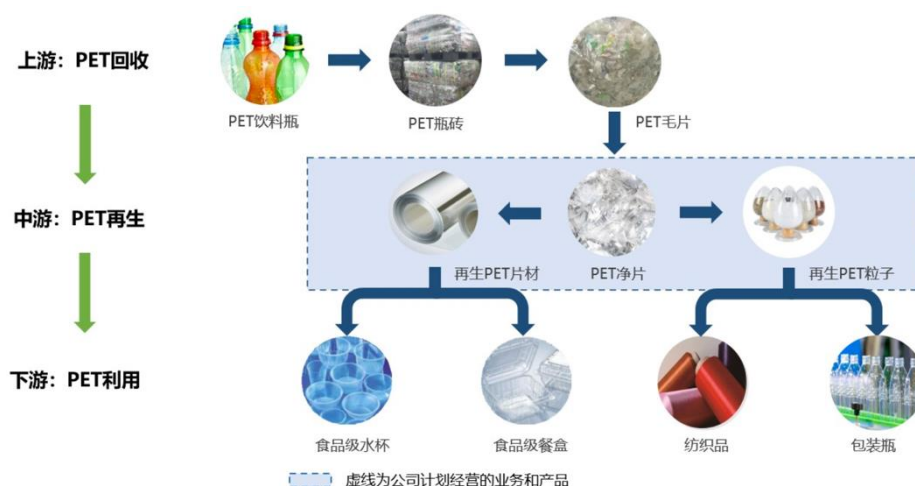 上游：PET回收
PET饮料瓶
PET瓶砖
PET毛片
中游：PET再生
再生PET片材
PET净片
再生PET粒子
下游：PET利用
食品级水杯
食品级餐盒
纺织品
包装瓶
虚线为公司计划经营的业务和产品